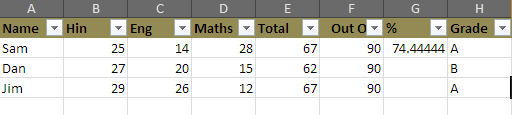 A B C D E F G H
Name Hin Eng Maths Total Out O % Grade
Sam 25 14 28 67 90 74.44444 A
Dan 27 20 15 62 90 B
Jim 29 26 12 67 90 A